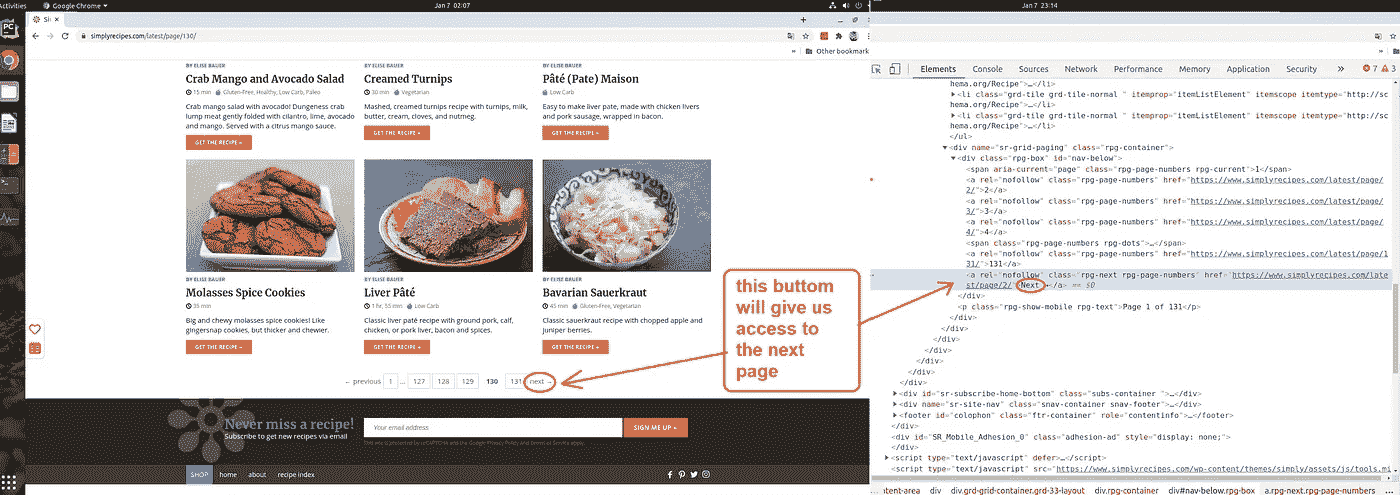 Activities
Google Chrome
Jan 7 02:07
Jan 7 23:14
simplyrecipes.com/latest/page/130/
» Other bookmark
BY ELISE BAUER
Crab Mango and Avocado Salad
15 min Gluten-Free, Healthy, Low Carb, Paleo
Crab mango salad with avocado! Dungeness crab
lump meat gently folded with cilantro, lime, avocado
and mango. Served with a citrus mango sauce.
GET THE RECIPE »
BY ELISE BAUER
Creamed Turnips
30 min Vegetarian
Mashed, creamed turnips recipe with turnips, milk,
butter, cream, cloves, and nutmeg.
GET THE RECIPE »
BY ELISE BAUER
Pâté (Pate) Maison
Low Carb
Easy to make liver pate, made with chicken livers
and pork sausage, wrapped in bacon.
GET THE RECIPE »
BY ELISE BAUER
Molasses Spice Cookies
35 min
Big and chewy molasses spice cookies! Like
gingersnap cookies, but thicker and chewier.
GET THE RECIPE »
BY ELISE BAUER
Liver Pâté
1 hr, 55 min Low Carb
Classic liver paté recipe with ground pork, calf,
chicken, or pork liver, bacon and spices.
GET THE RECIPE »
BY ELISE BAUER
Bavarian Sauerkraut
45 min Gluten-Free, Vegetarian
Classic sauerkraut recipe with chopped apple and
juniper berries.
GET THE RECIPE »
← previous 1 ... 127 128 129 130 131 next →
this buttom
will give us
access to
the next
page
Never miss a recipe!
Subscribe to get new recipes via email
Your email address
SIGN ME UP »
SHOP home about recipe index
Elements Console Sources Network Performance Memory Application Security » 7 3
hema.org/Recipe">…</li>
<li class="grd-tile grd-tile-normal " itemprop="itemListElement" itemscope itemtype="http://sc
hema.org/Recipe">…</li>
<li class="grd-tile grd-tile-normal " itemprop="itemListElement" itemscope itemtype="http://sc
hema.org/Recipe">…</li>
</ul>
<div name="sr-grid-paging" class="rpg-container">
<div class="rpg-box" id="nav-below">
<span aria-current="page" class="rpg-page-numbers rpg-current">1</span>
<a rel="nofollow" class="rpg-page-numbers" href="https://www.simplyrecipes.com/latest/page/
2/">2</a>
<a rel="nofollow" class="rpg-page-numbers" href="https://www.simplyrecipes.com/latest/page/
3/">3</a>
<a rel="nofollow" class="rpg-page-numbers" href="https://www.simplyrecipes.com/latest/page/
4/">4</a>
<span class="rpg-page-numbers rpg-dots">…</span>
<a rel="nofollow" class="rpg-page-numbers" href="https://www.simplyrecipes.com/latest/page/1
31/">131</a>
<a rel="nofollow" class="rpg-next rpg-page-numbers" href="https://www.simplyrecipes.com/late
st/page/2/">Next →</a> == $0
</div>
<p class="rpg-show-mobile rpg-text">Page 1 of 131</p>
</div>
</div>
</div>
</div>
</div>
</div>
<div id="sr-subscribe-home-bottom" class="subs-container ">…</div>
<div name="sr-site-nav" class="snav-container snav-footer">…</div>
<footer id="colophon" class="ftr-container" role="contentinfo">…</footer>
</div>
<div id="SR_Mobile_Adhesion_0" class="adhesion-ad" style="display: none;">
</div>
<script type="text/javascript" defer>…</script>
<script type="text/javascript" src="https://www.simplyrecipes.com/wp-content/themes/simply/assets/js/tools.mi
... ntent-area div div.grd-grid-container.grd-33-layout div div.rpg-container div#nav-below.rpg-box a.rpg-next.rpg-page-numbers ...